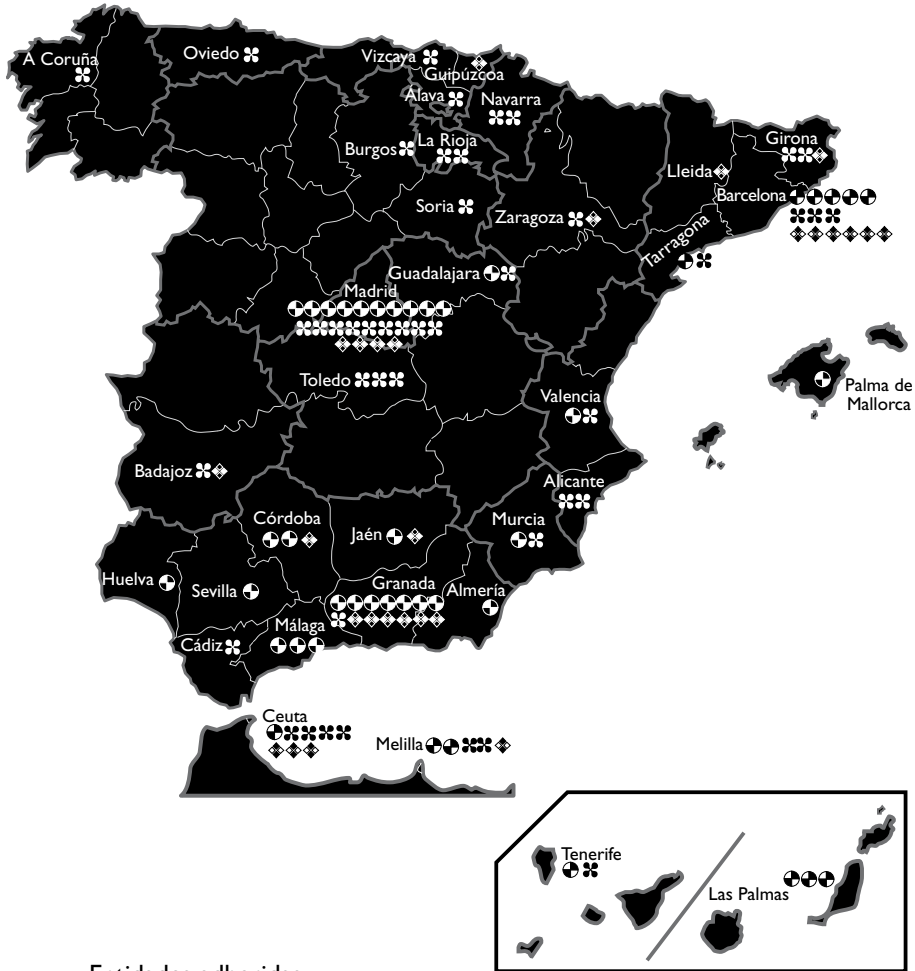 A Coruña
Oviedo
Vizcaya
Guipúzcoa
Álava
Navarra
Burgos
La Rioja
Soria
Zaragoza
Lleida
Girona
Barcelona
Tarragona
Guadalajara
Madrid
Toledo
Valencia
Palma de
Mallorca
Badajoz
Alicante
Córdoba
Jaén
Murcia
Huelva
Sevilla
Granada
Almería
Cádiz
Málaga
Ceuta
Melilla
Tenerife
Las Palmas
Entidades adheridas